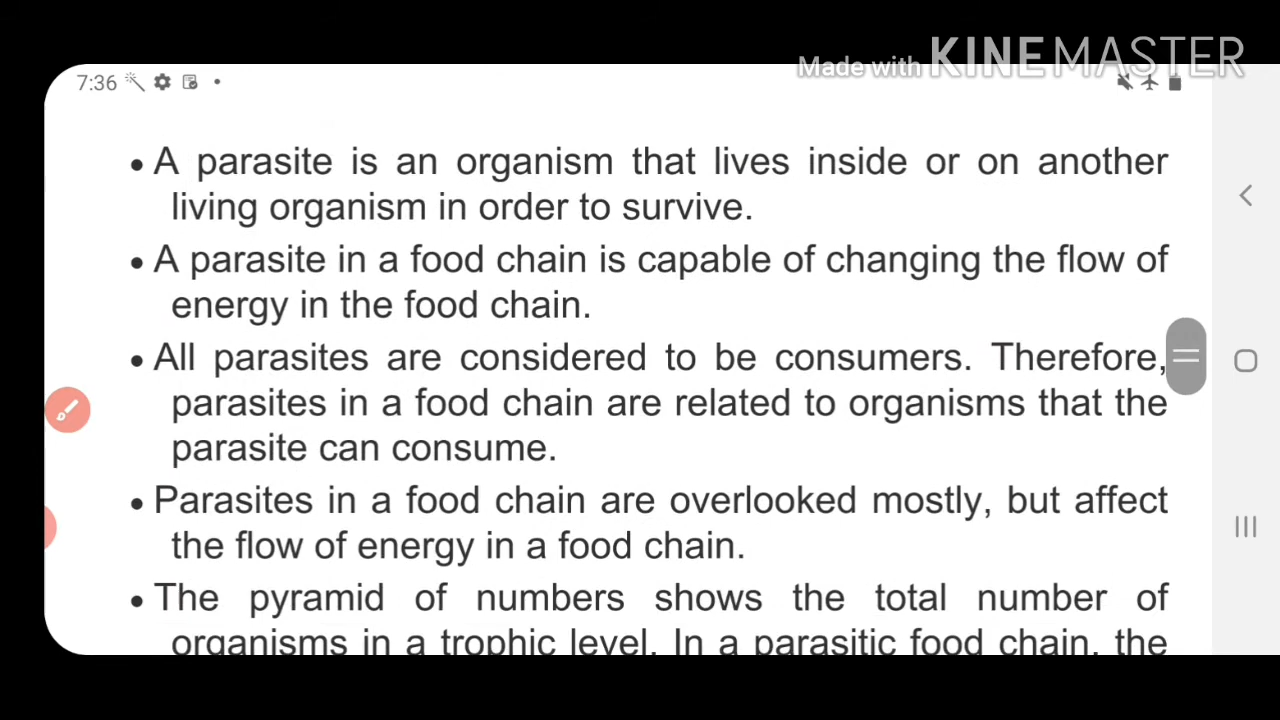 Made with KINEMASTER
7:36
• A parasite is an organism that lives inside or on another
living organism in order to survive.
• A parasite in a food chain is capable of changing the flow of
energy in the food chain.
• All parasites are considered to be consumers. Therefore,
parasites in a food chain are related to organisms that the
parasite can consume.
• Parasites in a food chain are overlooked mostly, but affect
the flow of energy in a food chain.
• The pyramid of numbers shows the total number of
organisms in a trophic level. In a parasitic food chain, the